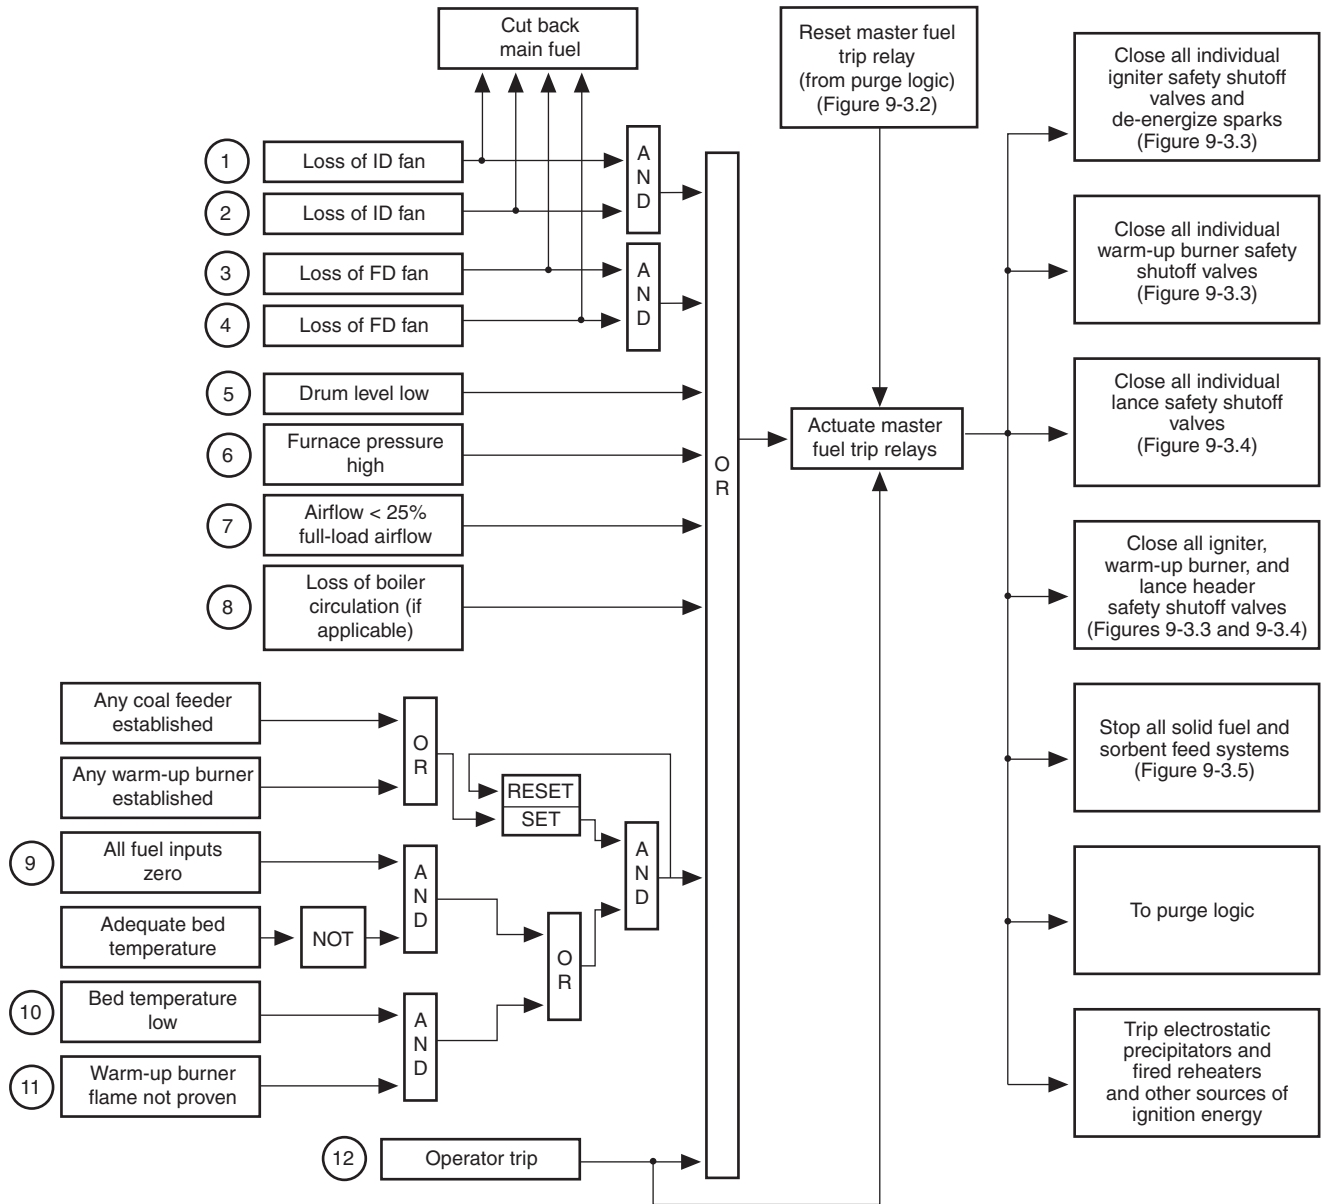 Cut back
main fuel
Reset master fuel
trip relay
(from purge logic)
(Figure 9-3.2)
Close all individual
igniter safety shutoff
valves and
de-energize sparks
(Figure 9-3.3)
1
Loss of ID fan
2
Loss of ID fan
AND
3
Loss of FD fan
4
Loss of FD fan
AND
5
Drum level low
6
Furnace pressure
high
7
Airflow < 25%
full-load airflow
8
Loss of boiler
circulation (if
applicable)
OR
Actuate master
fuel trip relays
Close all individual
warm-up burner safety
shutoff valves
(Figure 9-3.3)
Close all individual
lance safety shutoff
valves
(Figure 9-3.4)
Close all igniter,
warm-up burner, and
lance header
safety shutoff valves
(Figures 9-3.3 and 9-3.4)
Any coal feeder
established
Any warm-up burner
established
OR
RESET
SET
9
All fuel inputs
zero
Adequate bed
temperature
NOT
AND
AND
OR
10
Bed temperature
low
11
Warm-up burner
flame not proven
AND
12
Operator trip
Stop all solid fuel and
sorbent feed systems
(Figure 9-3.5)
To purge logic
Trip electrostatic
precipitators and
fired reheaters
and other sources of
ignition energy